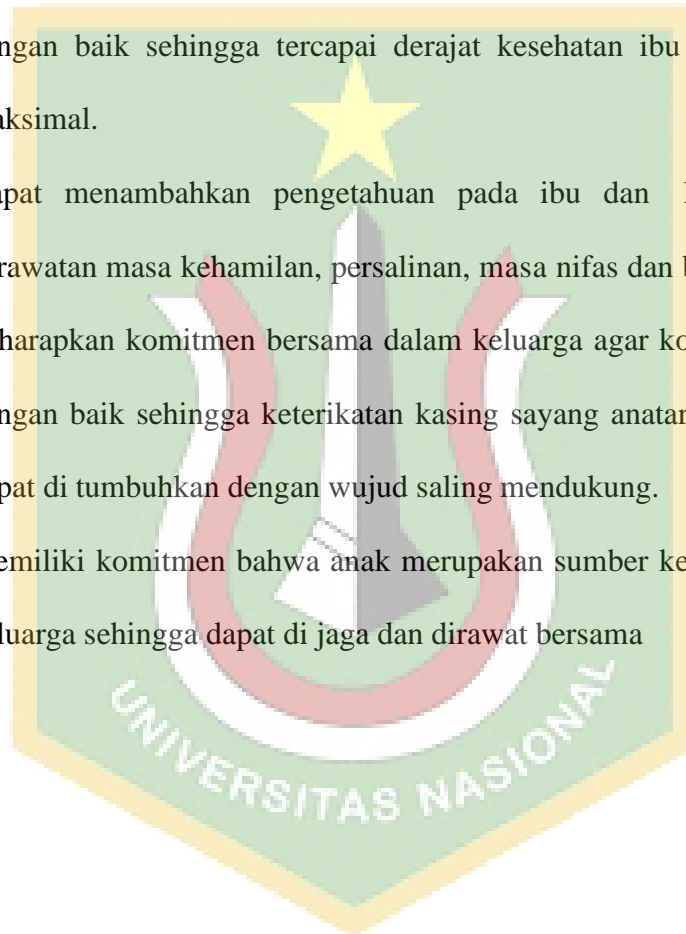 ngan baik sehingga tercapai derajat kesehatan ibu
aksimal.
apat menambahkan pengetahuan pada ibu dan
rawatan masa kehamilan, persalinan, masa nifas dan
harapkan komitmen bersama dalam keluarga agar
ngan baik sehingga keterikatan kasing sayang anatar
pat di tumbuhkan dengan wujud saling mendukung.
emiliki komitmen bahwa anak merupakan sumber ke
luarga sehingga dapat di jaga dan dirawat bersama
UNIVERSITAS NASIONAL